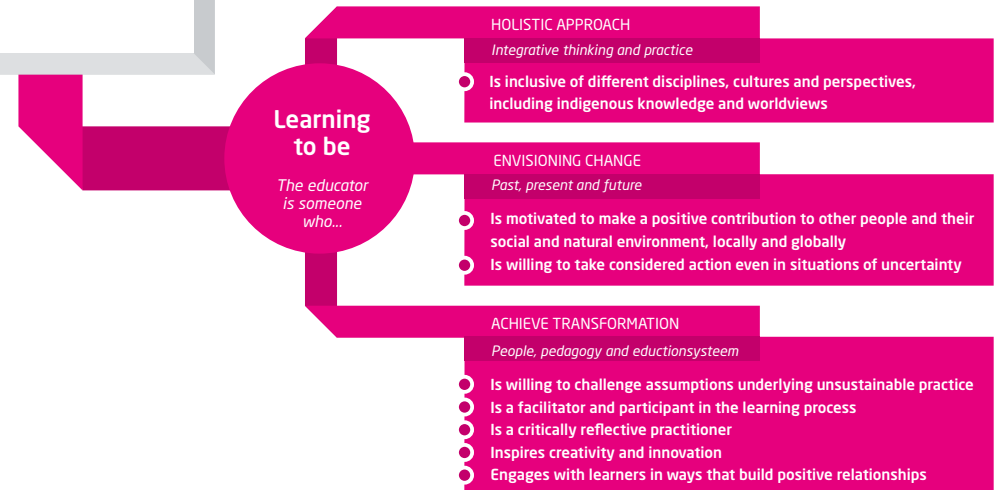 Learning
to be
The educator
is someone
who...
HOLISTIC APPROACH
Integrative thinking and practice
Is inclusive of different disciplines, cultures and perspectives,
including indigenous knowledge and worldviews
ENVISIONING CHANGE
Past, present and future
Is motivated to make a positive contribution to other people and their
social and natural environment, locally and globally
Is willing to take considered action even in situations of uncertainty
ACHIEVE TRANSFORMATION
People, pedagogy and eductionsysteem
Is willing to challenge assumptions underlying unsustainable practice
Is a facilitator and participant in the learning process
Is a critically reflective practitioner
Inspires creativity and innovation
Engages with learners in ways that build positive relationships